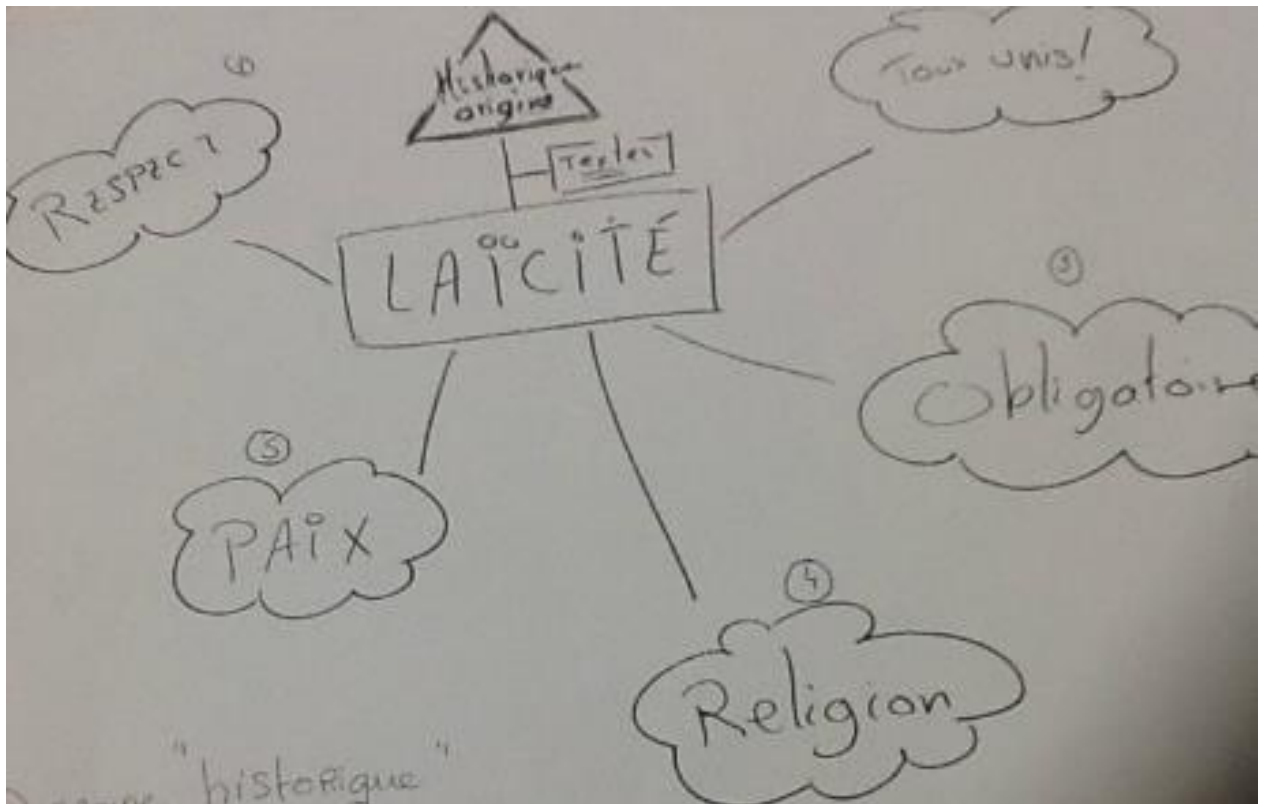 Historique
origine
Textes
Tous unis!
6
RESPECT
LAÏCITÉ
3
Obligatoire
5
PAiX
4
Religion
"historique"